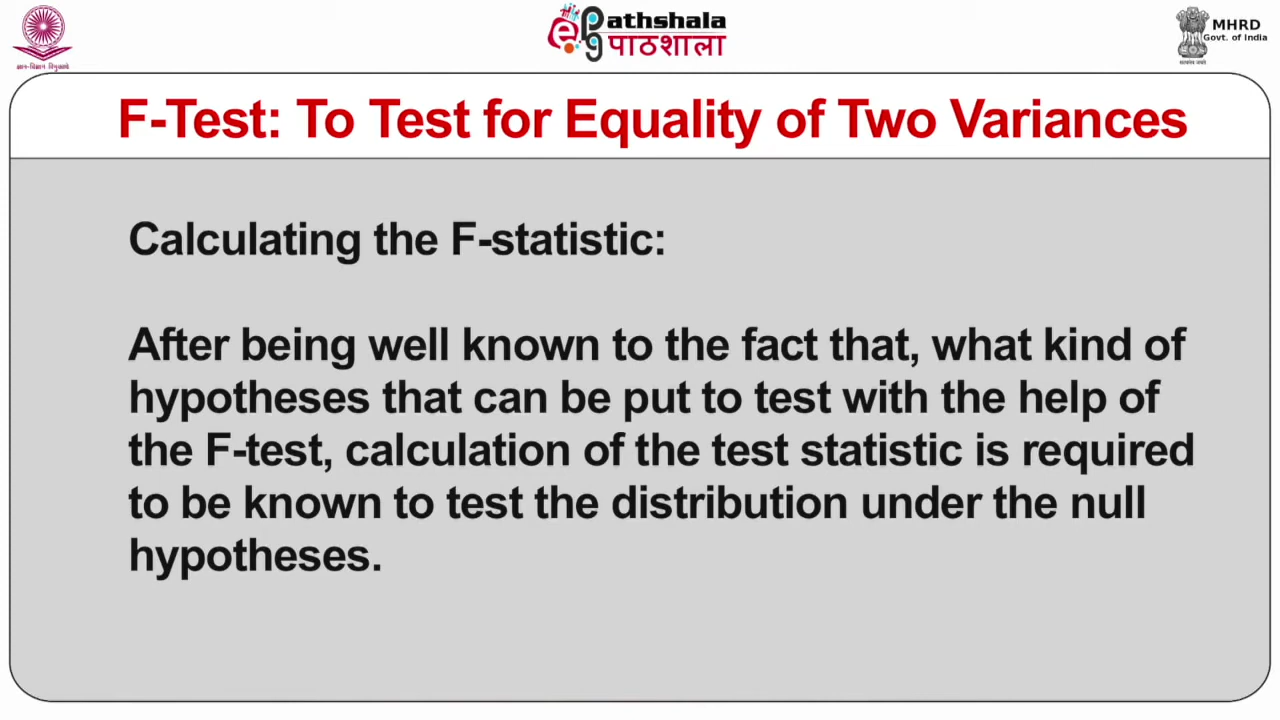 ePathshala
पाठशाला
MHRD
Govt. of India
F-Test: To Test for Equality of Two Variances
Calculating the F-statistic:
After being well known to the fact that, what kind of
hypotheses that can be put to test with the help of
the F-test, calculation of the test statistic is required
to be known to test the distribution under the null
hypotheses.